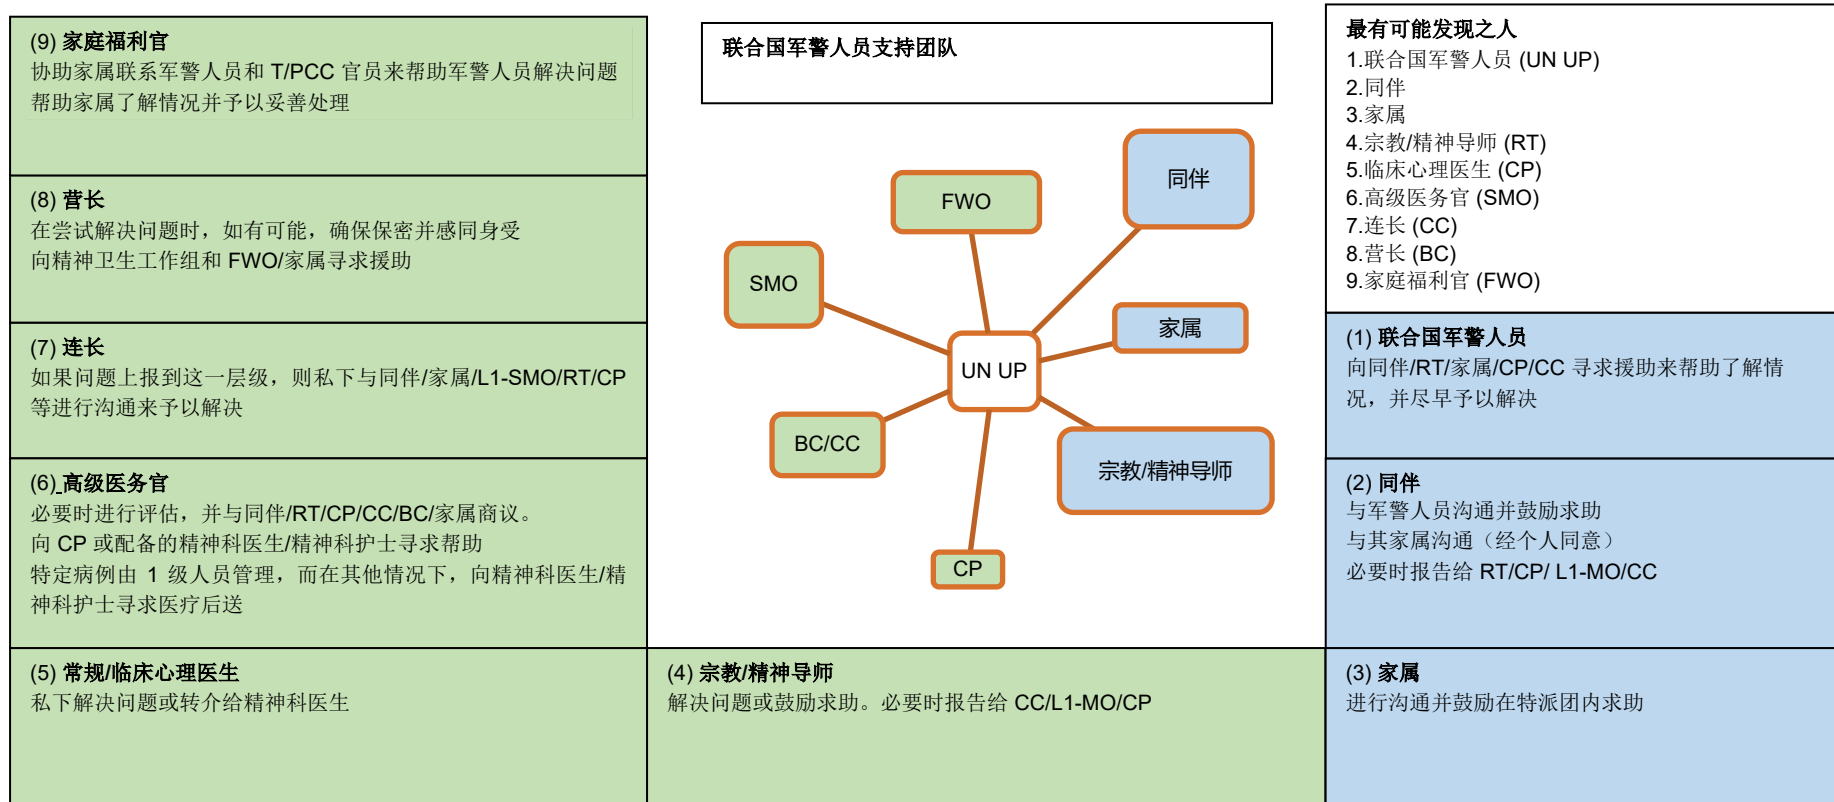 (9) 家庭福利官
协助家属联系军警人员和 T/PCC 官员来帮助军警人员解决问题
帮助家属了解情况并予以妥善处理
(8) 营长
在尝试解决问题时，如有可能，确保保密并感同身受
向精神卫生工作组和 FWO/家属寻求援助
(7) 连长
如果问题上报到这一层级，则私下与同伴/家属/L1-SMO/RT/CP
等进行沟通来予以解决
(6) 高级医务官
必要时进行评估，并与同伴/RT/CP/CC/BC/家属商议。
向 CP 或配备的精神科医生/精神科护士寻求帮助
特定病例由 1 级人员管理，而在其他情况下，向精神科医生/精
神科护士寻求医疗后送
(5) 常规/临床心理医生
私下解决问题或转介给精神科医生
联合国军警人员支持团队
同伴
FWO
SMO
家属
UN UP
BC/CC
宗教/精神导师
CP
(4) 宗教/精神导师
解决问题或鼓励求助。必要时报告给 CC/L1-MO/CP
最有可能发现之人
1.联合国军警人员 (UN UP)
2.同伴
3.家属
4.宗教/精神导师 (RT)
5.临床心理医生 (CP)
6.高级医务官 (SMO)
7.连长 (CC)
8.营长 (BC)
9.家庭福利官 (FWO)
(1) 联合国军警人员
向同伴/RT/家属/CP/CC 寻求援助来帮助了解情
况，并尽早予以解决
(2) 同伴
与军警人员沟通并鼓励求助
与其家属沟通（经个人同意）
必要时报告给 RT/CP/ L1-MO/CC
(3) 家属
进行沟通并鼓励在特派团内求助